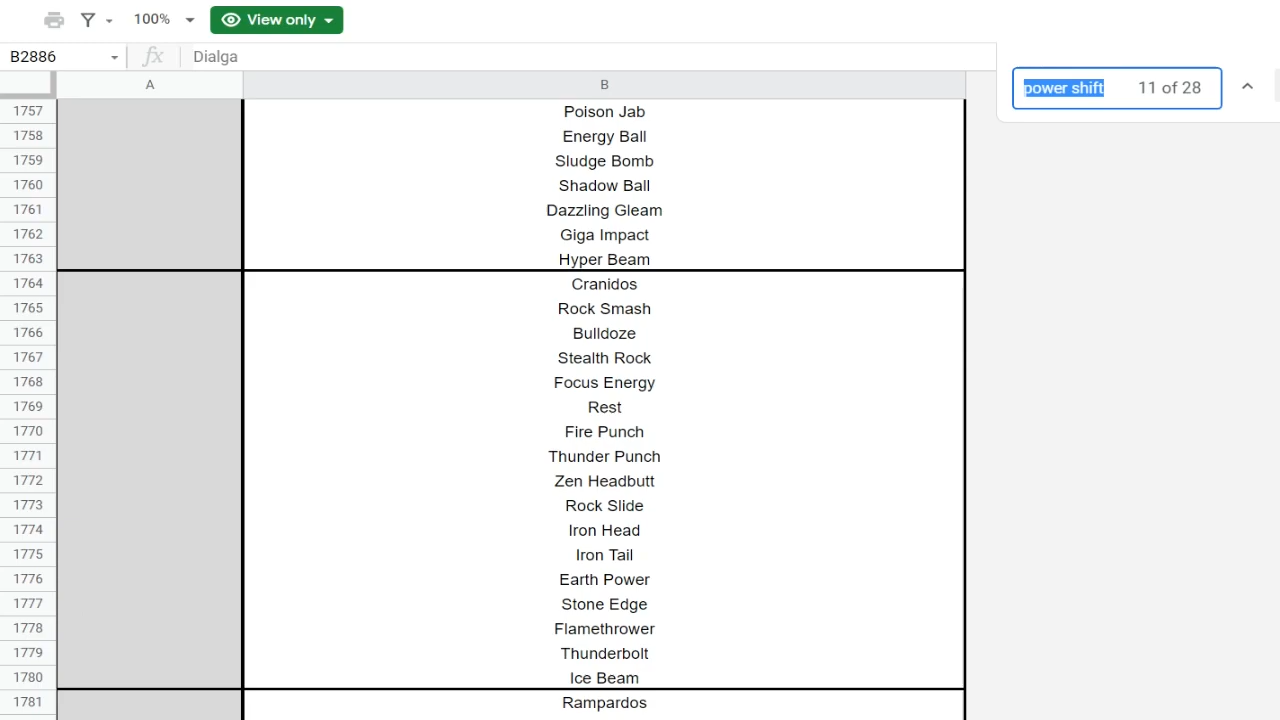 100% View only
B2886 fx Dialga
power shift 11 of 28
A B
1757 Poison Jab
1758 Energy Ball
1759 Sludge Bomb
1760 Shadow Ball
1761 Dazzling Gleam
1762 Giga Impact
1763 Hyper Beam
1764 Cranidos
1765 Rock Smash
1766 Bulldoze
1767 Stealth Rock
1768 Focus Energy
1769 Rest
1770 Fire Punch
1771 Thunder Punch
1772 Zen Headbutt
1773 Rock Slide
1774 Iron Head
1775 Iron Tail
1776 Earth Power
1777 Stone Edge
1778 Flamethrower
1779 Thunderbolt
1780 Ice Beam
1781 Rampardos